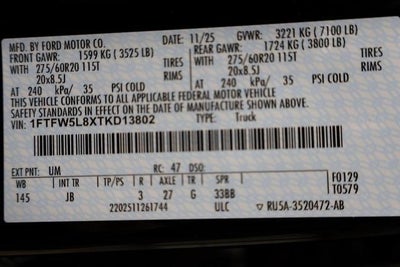 MFD. BY FORD MOTOR CO. DATE: 11/25 GVWR: 3221 KG (7100 LB)
FRONT GAWR: 1599 KG (3525 LB) REAR GAWR: 1724 KG (3800 LB)
WITH 275/60R20 115T TIRES WITH 275/60R20 115T TIRES
20x8.5J RIMS 20x8.5J RIMS
AT 240 kPa/ 35 PSI COLD AT 240 kPa/ 35 PSI COLD
THIS VEHICLE CONFORMS TO ALL APPLICABLE FEDERAL MOTOR VEHICLE
SAFETY STANDARDS IN EFFECT ON THE DATE OF MANUFACTURE SHOWN ABOVE.
VIN: 1FTFW5L8XTKD13802 TYPE: Truck
EXT PNT: UM RC: 47 DSO: F0129
WB INT TR TP/PS R AXLE TR SPR T0579
145 JB 3 27 G 33BB
2202511261744 ULC ▽ RU5A-3520472-AB